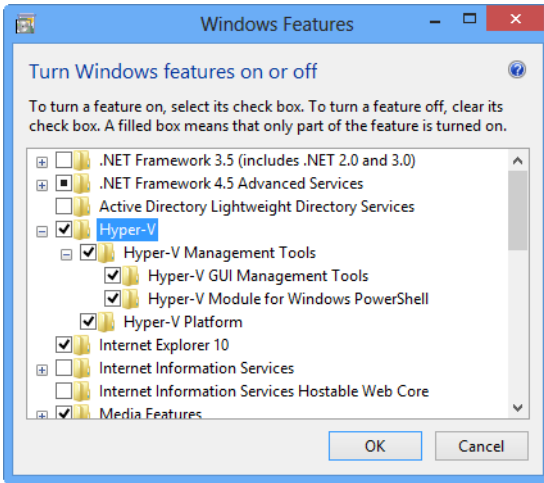 Windows Features
Turn Windows features on or off
To turn a feature on, select its check box. To turn a feature off, clear its
check box. A filled box means that only part of the feature is turned on.
.NET Framework 3.5 (includes .NET 2.0 and 3.0)
.NET Framework 4.5 Advanced Services
Active Directory Lightweight Directory Services
Hyper-V
Hyper-V Management Tools
Hyper-V GUI Management Tools
Hyper-V Module for Windows PowerShell
Hyper-V Platform
Internet Explorer 10
Internet Information Services
Internet Information Services Hostable Web Core
Media Features
OK Cancel